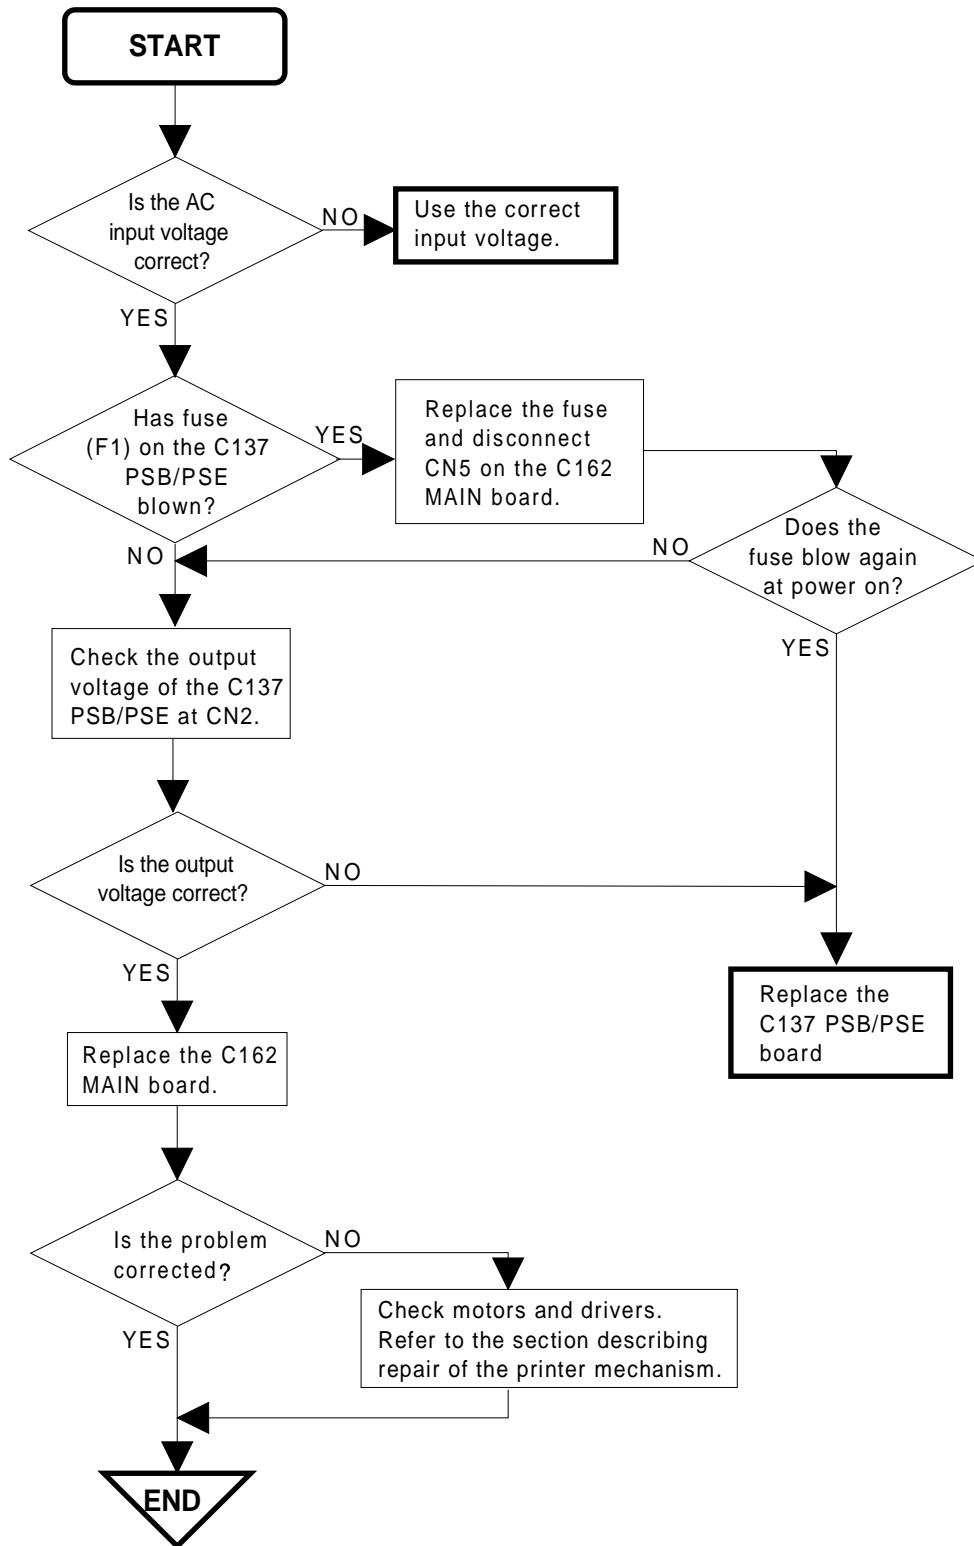 START
Is the AC
input voltage
correct?
NO
Use the correct
input voltage.
YES
Has fuse
(F1) on the C137
PSB/PSE
blown?
YES
Replace the fuse
and disconnect
CN5 on the C162
MAIN board.
Does the
fuse blow again
at power on?
NO
NO
YES
Check the output
voltage of the C137
PSB/PSE at CN2.
Is the output
voltage correct?
NO
YES
Replace the
C137 PSB/PSE
board
Replace the C162
MAIN board.
Is the problem
corrected?
NO
YES
Check motors and drivers.
Refer to the section describing
repair of the printer mechanism.
END